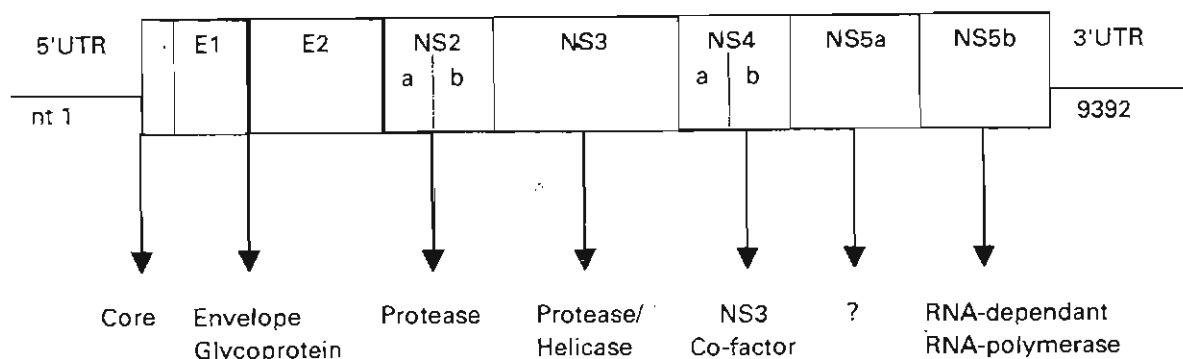 5'UTR
E1
E2
NS2
NS3
NS4
NS5a
NS5b
3'UTR
a
b
a
b
nt 1
9392
Core
Envelope
Glycoprotein
Protease
Protease/
Helicase
NS3
Co-factor
?
RNA-dependant
RNA-polymerase